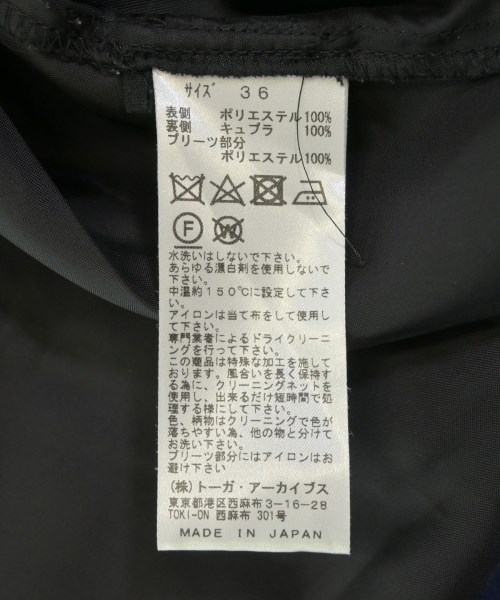 サイズ 36
表側 ポリエステル100%
裏側 キュプラ 100%
プリーツ部分
ポリエステル100%
F W
水洗いはしないで下さい。
あらゆる漂白剤を使用しないで
下さい。
中温約150℃に設定して下さ
い。
アイロンは当て布をして使用し
て下さい。
専門業者によるドライクリーニ
ングを行って下さい。
この商品は特殊な加工を施して
おります。風合いを長く保持す
る為に、クリーニングネットを
使用し、出来るだけ短時間で処
理する様にして下さい。
色、柄物はクリーニングで色が
落ちやすい為、他の物と分けて
お洗い下さい。
プリーツ部分にはアイロンはお
避け下さい
(株)トーガ・アーカイブス
東京都港区西麻布3-16-28
TOKI-ON 西麻布 301号
MADE IN JAPAN